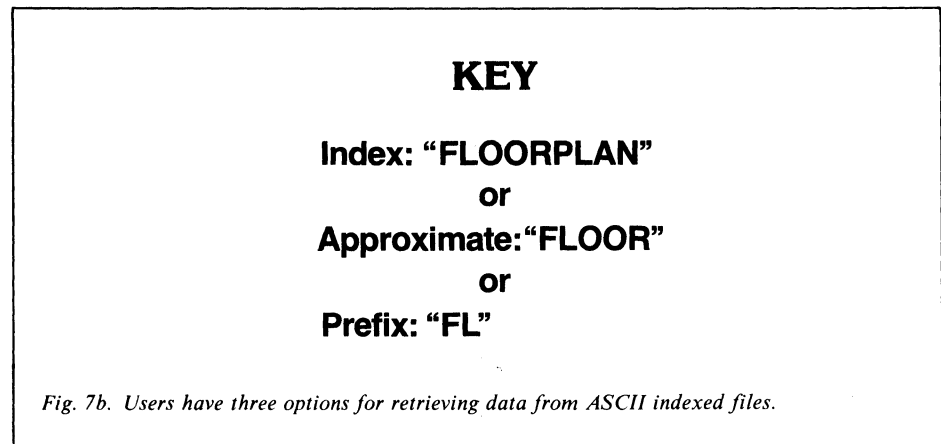 KEY
Index: “FLOORPLAN”
or
Approximate:“FLOOR”
or
Prefix: “FL”
Fig. 7b. Users have three options for retrieving data from ASCII indexed files.